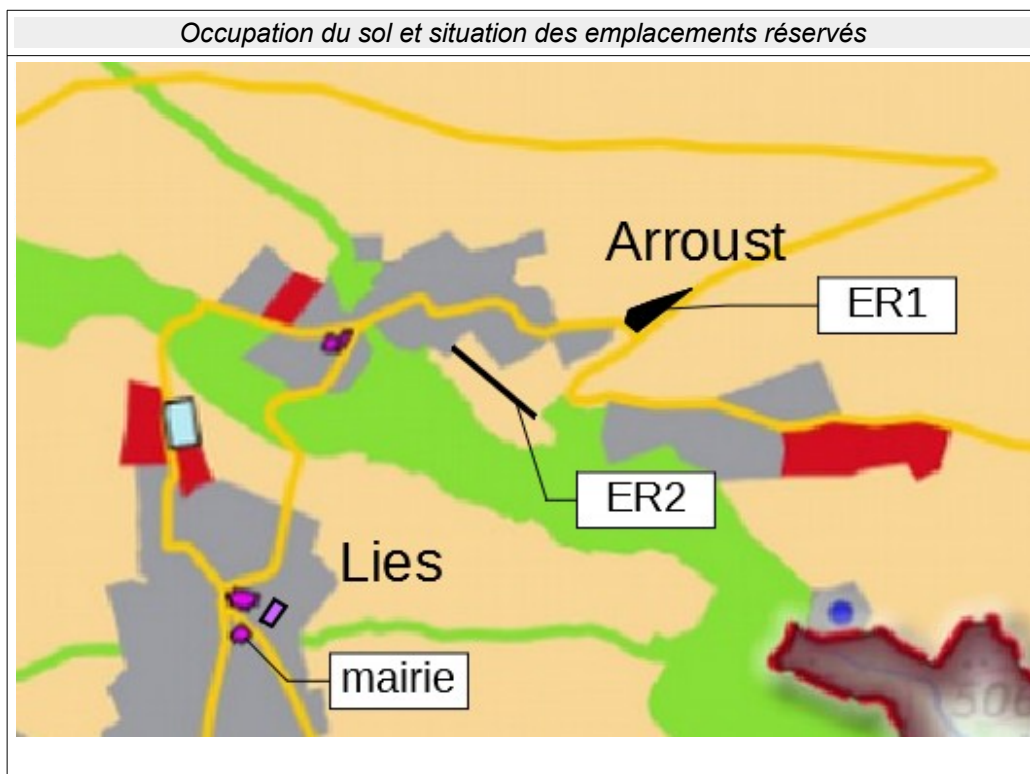 Occupation du sol et situation des emplacements réservés
Arroust
ER1
ER2
Lies
mairie